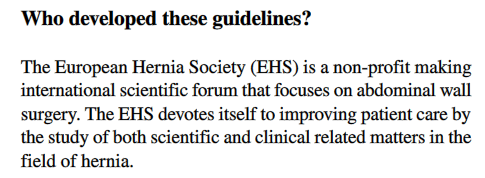 Who developed these guidelines?
The European Hernia Society (EHS) is a non-profit making
international scientific forum that focuses on abdominal wall
surgery. The EHS devotes itself to improving patient care by
the study of both scientific and clinical related matters in the
field of hernia.